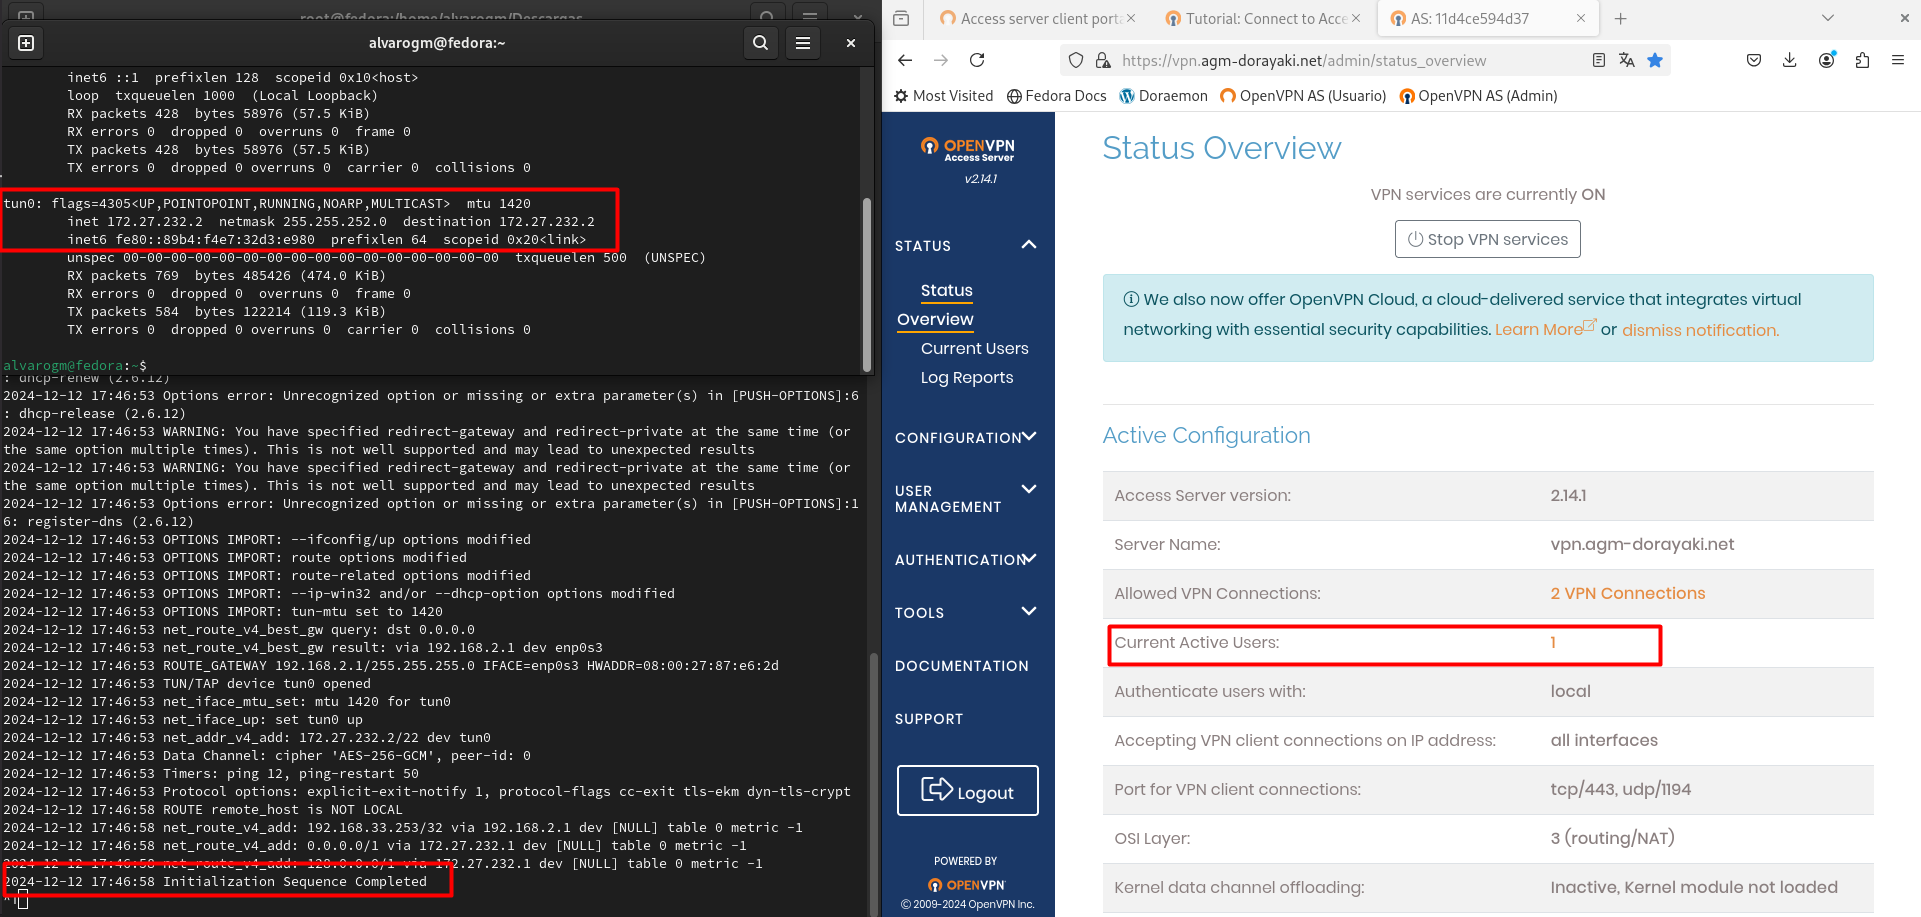 root@fedora:/home/alvarogm/Descargas
alvarogm@fedora:~
inet6 ::1  prefixlen 128  scopeid 0x10<host>
loop  txqueuelen 1000  (Local Loopback)
RX packets 428  bytes 58976 (57.5 KiB)
RX errors 0  dropped 0  overruns 0  frame 0
TX packets 428  bytes 58976 (57.5 KiB)
TX errors 0  dropped 0 overruns 0  carrier 0  collisions 0
tun0: flags=4305<UP,POINTOPOINT,RUNNING,NOARP,MULTICAST>  mtu 1420
inet 172.27.232.2  netmask 255.255.252.0  destination 172.27.232.2
inet6 fe80::89b4:f4e7:32d3:e980  prefixlen 64  scopeid 0x20<link>
unspec 00-00-00-00-00-00-00-00-00-00-00-00-00-00-00-00  txqueuelen 500  (UNSPEC)
RX packets 769  bytes 485426 (474.0 KiB)
RX errors 0  dropped 0  overruns 0  frame 0
TX packets 584  bytes 122214 (119.3 KiB)
TX errors 0  dropped 0 overruns 0  carrier 0  collisions 0
alvarogm@fedora:~$
: dhcp-renew (2.6.12)
2024-12-12 17:46:53 Options error: Unrecognized option or missing or extra parameter(s) in [PUSH-OPTIONS]:6
: dhcp-release (2.6.12)
2024-12-12 17:46:53 WARNING: You have specified redirect-gateway and redirect-private at the same time (or
the same option multiple times). This is not well supported and may lead to unexpected results
2024-12-12 17:46:53 WARNING: You have specified redirect-gateway and redirect-private at the same time (or
the same option multiple times). This is not well supported and may lead to unexpected results
2024-12-12 17:46:53 Options error: Unrecognized option or missing or extra parameter(s) in [PUSH-OPTIONS]:1
6: register-dns (2.6.12)
2024-12-12 17:46:53 OPTIONS IMPORT: --ifconfig/up options modified
2024-12-12 17:46:53 OPTIONS IMPORT: route options modified
2024-12-12 17:46:53 OPTIONS IMPORT: route-related options modified
2024-12-12 17:46:53 OPTIONS IMPORT: --ip-win32 and/or --dhcp-option options modified
2024-12-12 17:46:53 OPTIONS IMPORT: tun-mtu set to 1420
2024-12-12 17:46:53 net_route_v4_best_gw query: dst 0.0.0.0
2024-12-12 17:46:53 net_route_v4_best_gw result: via 192.168.2.1 dev enp0s3
2024-12-12 17:46:53 ROUTE_GATEWAY 192.168.2.1/255.255.255.0 IFACE=enp0s3 HWADDR=08:00:27:87:e6:2d
2024-12-12 17:46:53 TUN/TAP device tun0 opened
2024-12-12 17:46:53 net_iface_mtu_set: mtu 1420 for tun0
2024-12-12 17:46:53 net_iface_up: set tun0 up
2024-12-12 17:46:53 net_addr_v4_add: 172.27.232.2/22 dev tun0
2024-12-12 17:46:53 Data Channel: cipher 'AES-256-GCM', peer-id: 0
2024-12-12 17:46:53 Timers: ping 12, ping-restart 50
2024-12-12 17:46:53 Protocol options: explicit-exit-notify 1, protocol-flags cc-exit tls-ekm dyn-tls-crypt
2024-12-12 17:46:58 ROUTE remote_host is NOT LOCAL
2024-12-12 17:46:58 net_route_v4_add: 192.168.33.253/32 via 192.168.2.1 dev [NULL] table 0 metric -1
2024-12-12 17:46:58 net_route_v4_add: 0.0.0.0/1 via 172.27.232.1 dev [NULL] table 0 metric -1
2024-12-12 17:46:58 net_route_v4_add: 128.0.0.0/1 via 172.27.232.1 dev [NULL] table 0 metric -1
2024-12-12 17:46:58 Initialization Sequence Completed
Access server client porta
Tutorial: Connect to Acce
AS: 11d4ce594d37
https://vpn.agm-dorayaki.net/admin/status_overview
Most Visited
Fedora Docs
Doraemon
OpenVPN AS (Usuario)
OpenVPN AS (Admin)
OPENVPN
Access Server
v2.14.1
STATUS
Status
Overview
Current Users
Log Reports
CONFIGURATION
USER
MANAGEMENT
AUTHENTICATION
TOOLS
DOCUMENTATION
SUPPORT
Logout
POWERED BY
OPENVPN
© 2009-2024 OpenVPN Inc.
Status Overview
VPN services are currently ON
Stop VPN services
We also now offer OpenVPN Cloud, a cloud-delivered service that integrates virtual
networking with essential security capabilities. Learn More or dismiss notification.
Active Configuration
Access Server version: 2.14.1
Server Name: vpn.agm-dorayaki.net
Allowed VPN Connections: 2 VPN Connections
Current Active Users: 1
Authenticate users with: local
Accepting VPN client connections on IP address: all interfaces
Port for VPN client connections: tcp/443, udp/1194
OSI Layer: 3 (routing/NAT)
Kernel data channel offloading: Inactive, Kernel module not loaded